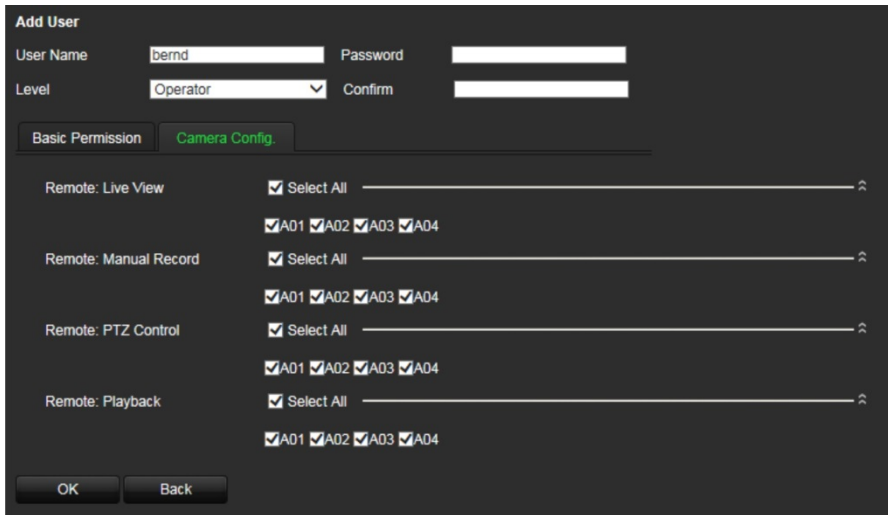 Add User
User Name bernd Password
Level Operator Confirm
Basic Permission Camera Config.
Remote: Live View Select All
A01 A02 A03 A04
Remote: Manual Record Select All
A01 A02 A03 A04
Remote: PTZ Control Select All
A01 A02 A03 A04
Remote: Playback Select All
A01 A02 A03 A04
OK Back